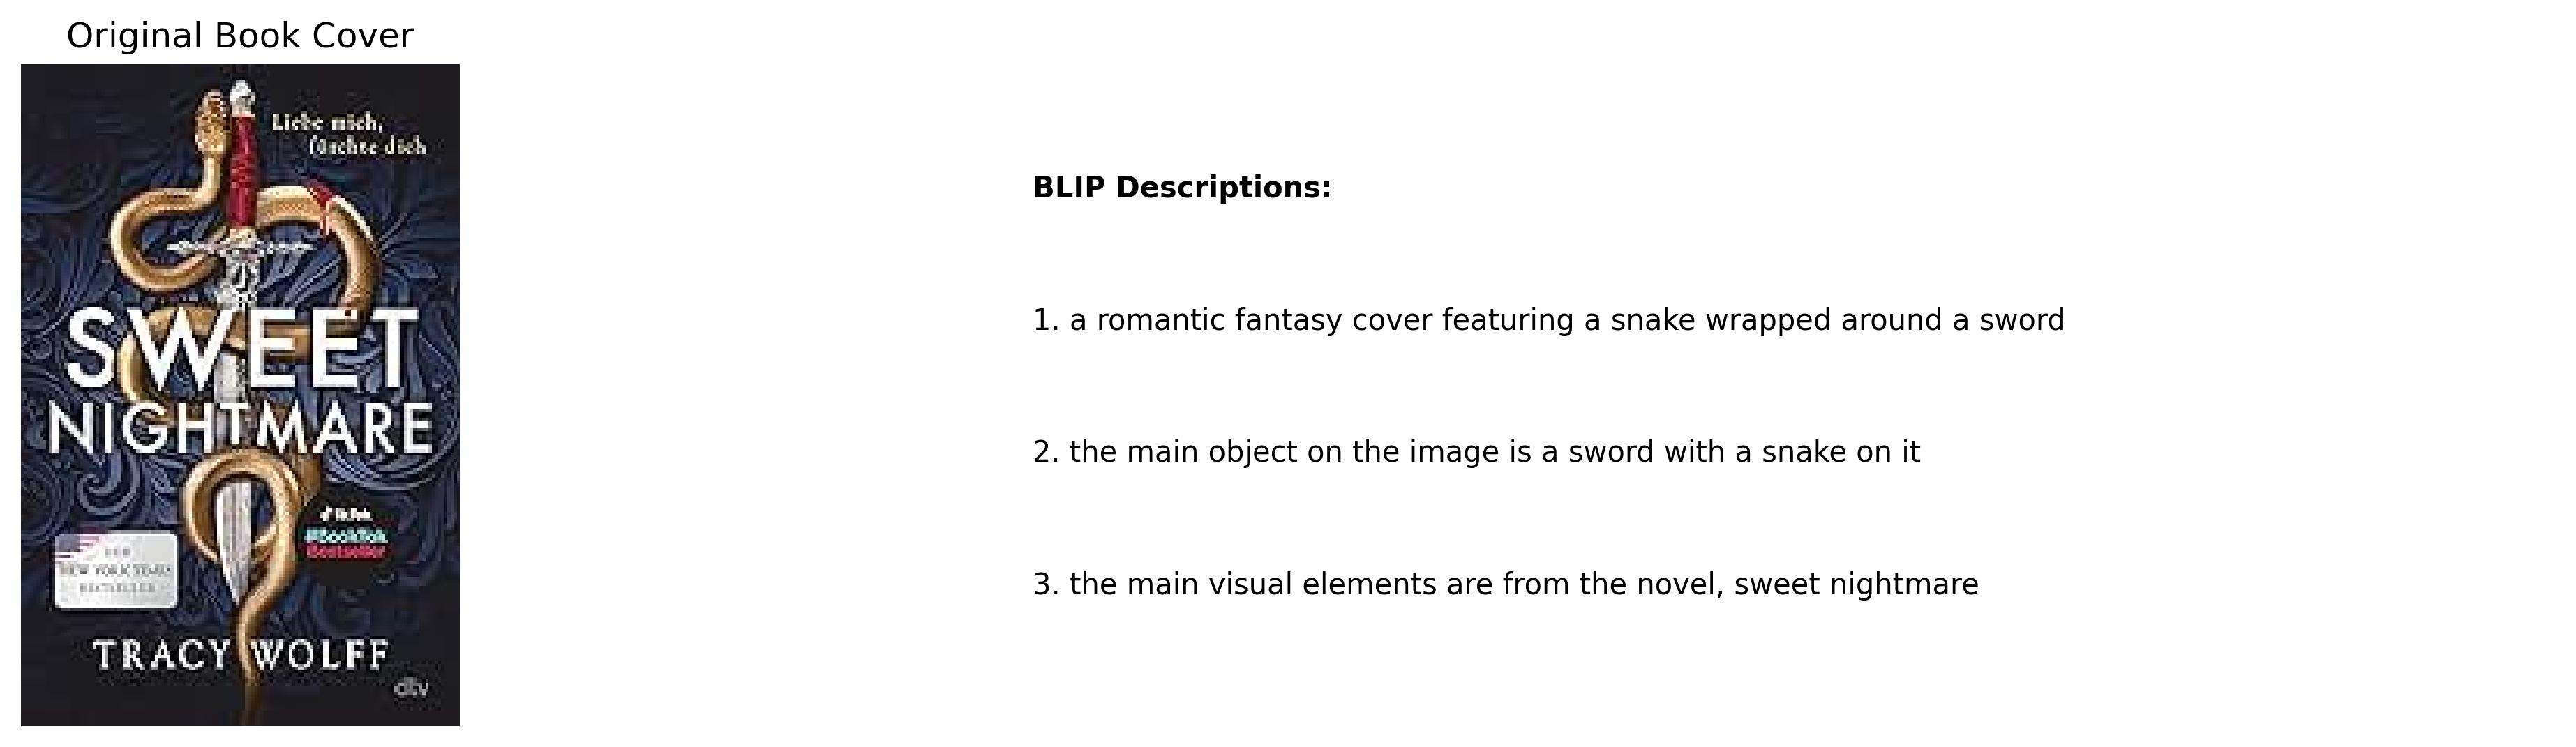 Original Book Cover
Liebe mich,
fürchte dich
SWEET
NIGHTMARE
TikTok
#BookTok
Bestseller
DER
NEW YORK TIMES
BESTSELLER
TRACY WOLFF
dtv
BLIP Descriptions:
1. a romantic fantasy cover featuring a snake wrapped around a sword
2. the main object on the image is a sword with a snake on it
3. the main visual elements are from the novel, sweet nightmare